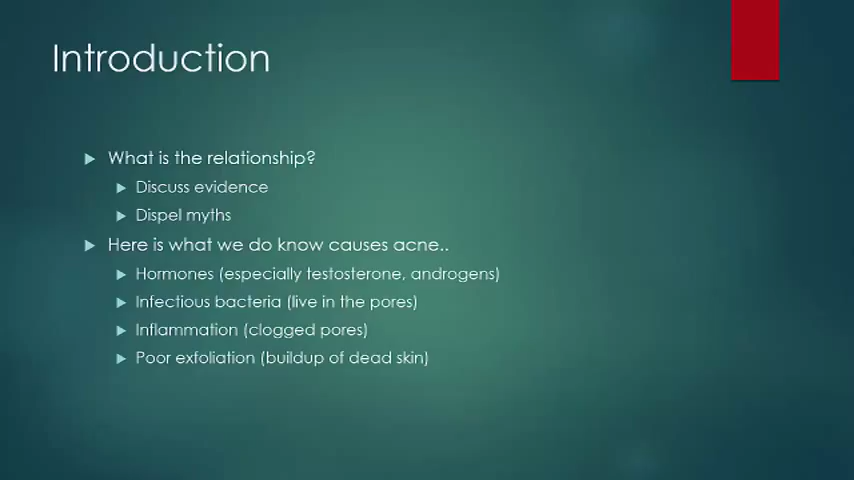 Introduction
What is the relationship?
Discuss evidence
Dispel myths
Here is what we do know causes acne..
Hormones (especially testosterone, androgens)
Infectious bacteria (live in the pores)
Inflammation (clogged pores)
Poor exfoliation (buildup of dead skin)